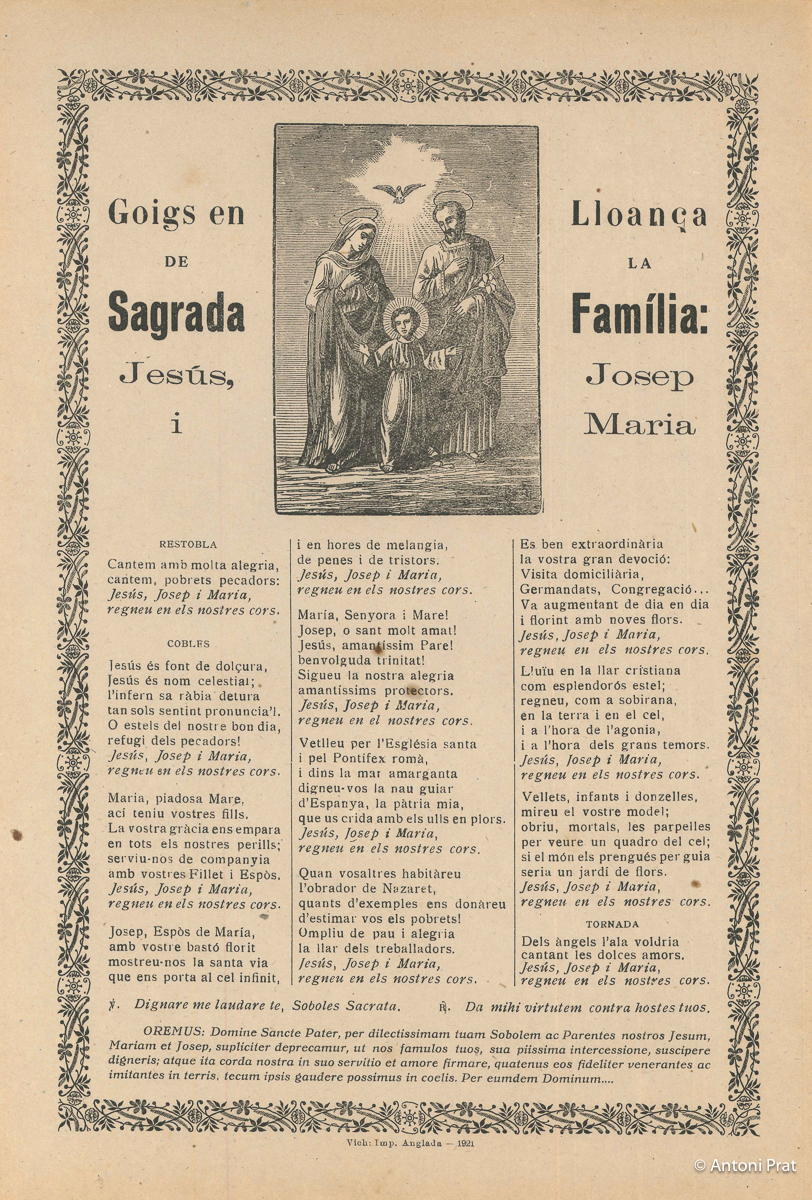 Goigs en Lloança
DE LA
Sagrada Família:
Jesús, Josep
i Maria
RESTOBLA
Cantem amb molta alegria,
cantem, pobrets pecadors:
Jesús, Josep i Maria,
regneu en els nostres cors.
COBLES
Jesús és font de dolçura,
Jesús és nom celestial;
l'infern sa ràbia detura
tan sols sentint pronuncia'l.
O estels del nostre bon dia,
refugi dels pecadors!
Jesús, Josep i Maria,
regneu en els nostres cors.
Maria, piadosa Mare,
ací teniu vostres fills.
La vostra gràcia ens empara
en tots els nostres perills;
serviu-nos de companyia
amb vostres Fillet i Espòs.
Jesús, Josep i Maria,
regneu en els nostres cors.
Josep, Espòs de María,
amb vostre bastó florit
mostreu-nos la santa via
que ens porta al cel infinit,
i en hores de melangia,
de penes i de tristors.
Jesús, Josep i Maria,
regneu en els nostres cors.
María, Senyora i Mare!
Josep, o sant molt amat!
Jesús, amantíssim Pare!
benvolguda trinitat!
Sigueu la nostra alegria
amantíssims protectors.
Jesús, Josep i Maria,
regneu en el nostres cors.
Vetlleu per l'Església santa
i pel Pontífex romà,
i dins la mar amarganta
digneu-vos la nau guiar
d'Espanya, la pàtria mia,
que us crida amb els ulls en plors.
Jesús, Josep i Maria,
regneu en els nostres cors.
Quan vosaltres habitàreu
l'obrador de Nazaret,
quants d'exemples ens donàreu
d'estimar vos els pobrets!
Ompliu de pau i alegria
la llar dels treballadors.
Jesús, Josep i Maria,
regneu en els nostres cors.
Es ben extraordinària
la vostra gran devoció:
Visita domiciliària,
Germandats, Congregació...
Va augmentant de dia en dia
i florint amb noves flors.
Jesús, Josep i Maria,
regneu en els nostres cors.
L'uïu en la llar cristiana
com esplendorós estel;
regneu, com a sobirana,
en la terra i en el cel,
i a l'hora de l'agonia,
i a l'hora dels grans temors.
Jesús, Josep i Maria,
regneu en els nostres cors.
Vellets, infants i donzelles,
mireu el vostre model;
obriu, mortals, les parpelles
per veure un quadro del cel;
si el món els prengués per guia
seria un jardí de flors.
Jesús, Josep i Maria,
regneu en els nostres cors.
TORNADA
Dels àngels l'ala voldria
cantant les dolces amors.
Jesús, Josep i Maria,
regneu en els nostres cors.
℣. Dignare me laudare te, Soboles Sacrata. ℟. Da mihi virtutem contra hostes tuos.
OREMUS: Domine Sancte Pater, per dilectissimam tuam Sobolem ac Parentes nostros Jesum,
Mariam et Josep, supliciter deprecamur, ut nos famulos tuos, sua piissima intercessione, suscipere
digneris; atque ita corda nostra in suo servitio et amore firmare, quatenus eos fideliter venerantes ac
imitantes in terris, tecum ipsis gaudere possimus in coelis. Per eumdem Dominum....
Vich: Imp. Anglada — 1921
© Antoni Prat